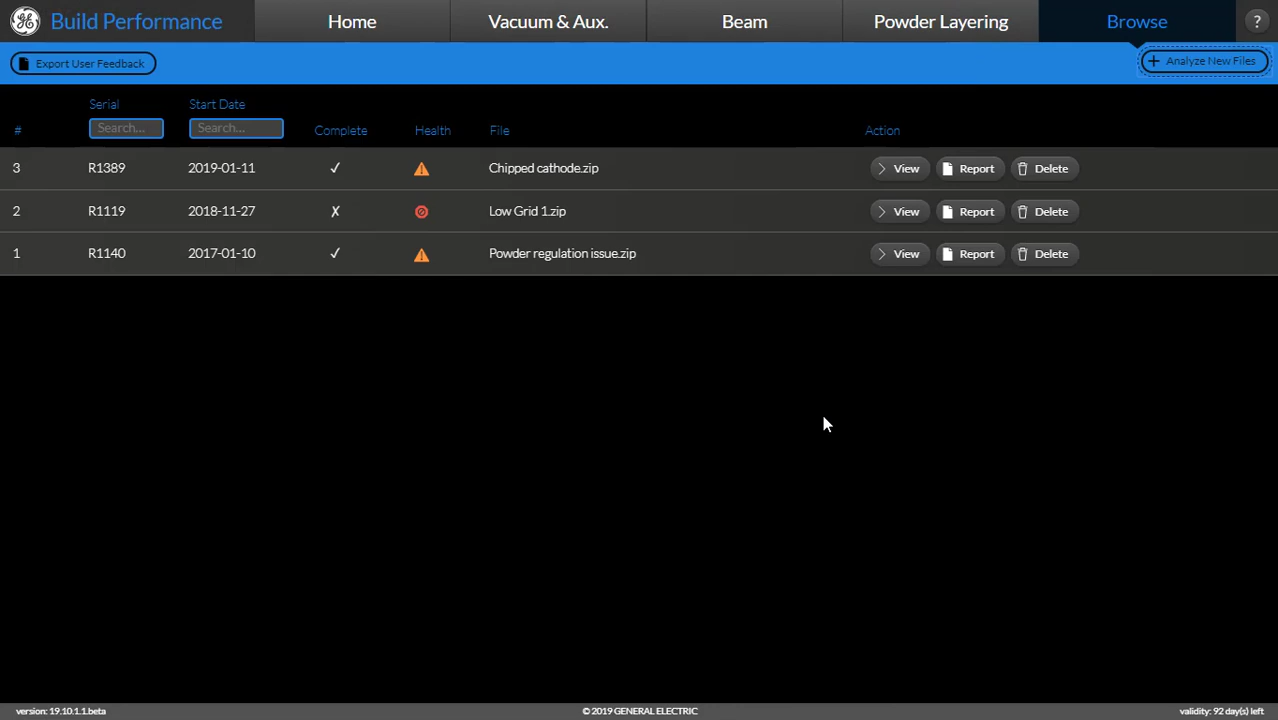 Build Performance Home Vacuum & Aux. Beam Powder Layering Browse ?
Export User Feedback + Analyze New Files
Serial Start Date
# Search... Search... Complete Health File Action
3 R1389 2019-01-11 ✓ Chipped cathode.zip > View Report Delete
2 R1119 2018-11-27 ✗ Low Grid 1.zip > View Report Delete
1 R1140 2017-01-10 ✓ Powder regulation issue.zip > View Report Delete
version: 19.10.1.1.beta © 2019 GENERAL ELECTRIC validity: 92 day(s) left